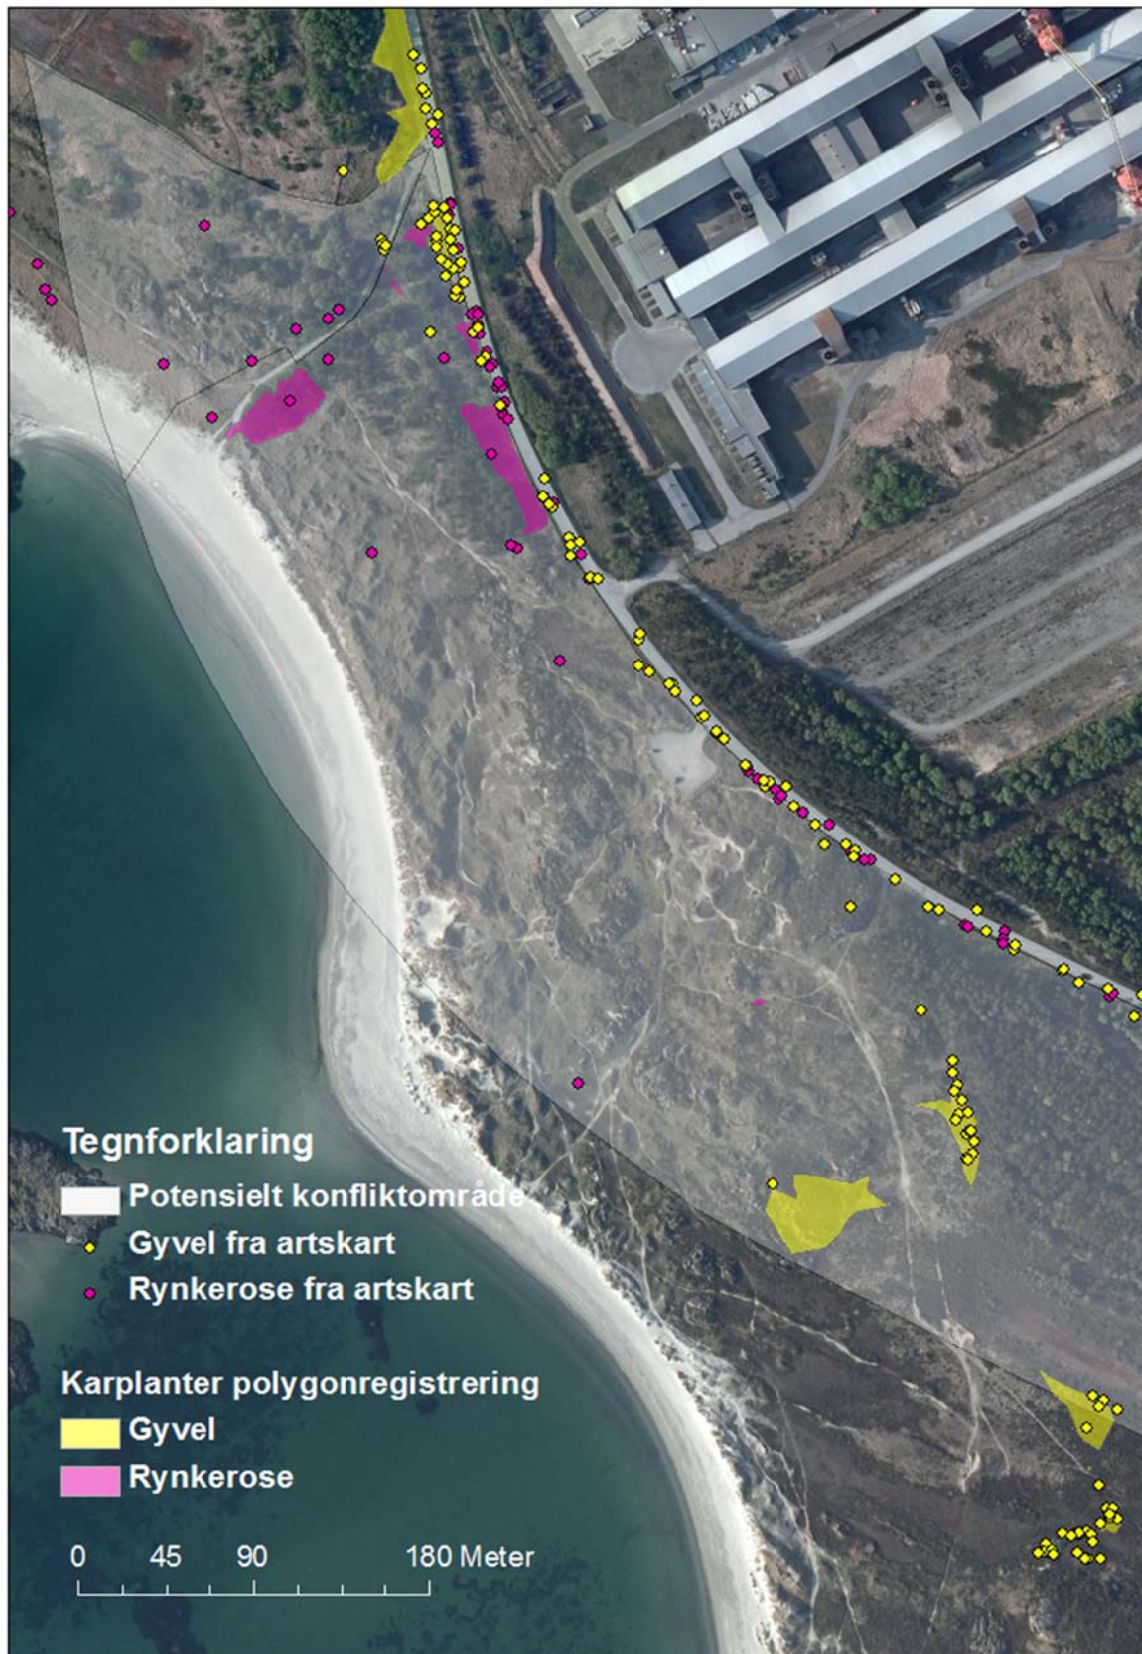 Tegnforklaring
Potensielt konfliktområde
Gyvel fra artskart
Rynkerose fra artskart
Karplanter polygonregistrering
Gyvel
Rynkerose
0 45 90 180 Meter